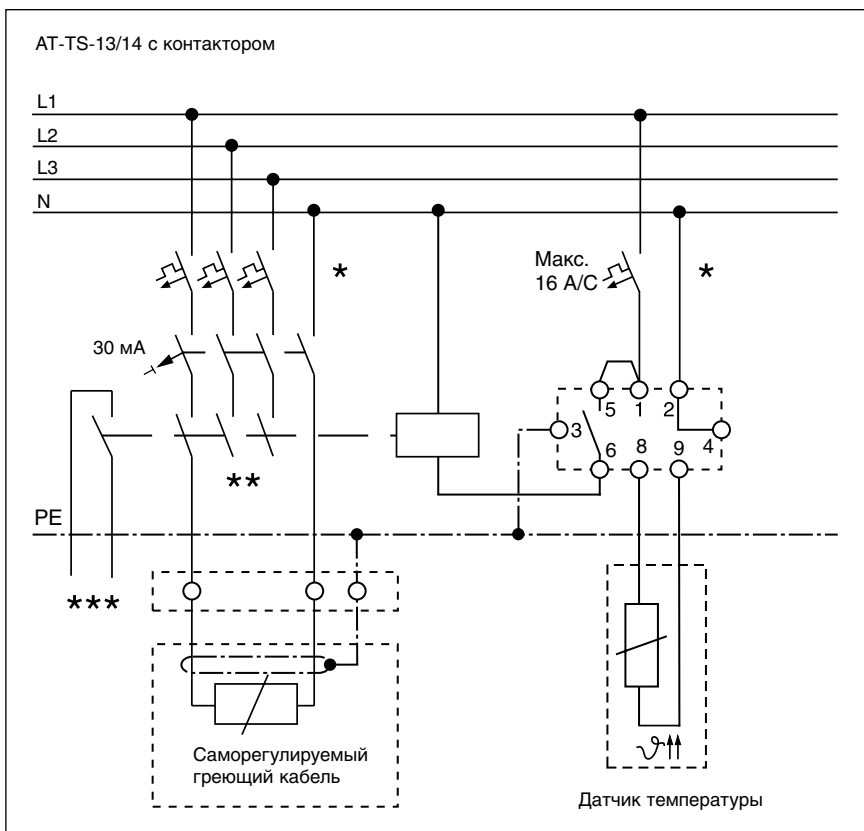 AT-TS-13/14 с контактором
L1
L2
L3
N
*
Макс.
16 А/С
*
30 мА
5 1 2
3
4
6 8 9
**
PE
***
Саморегулируемый
греющий кабель
ϑ
Датчик температуры